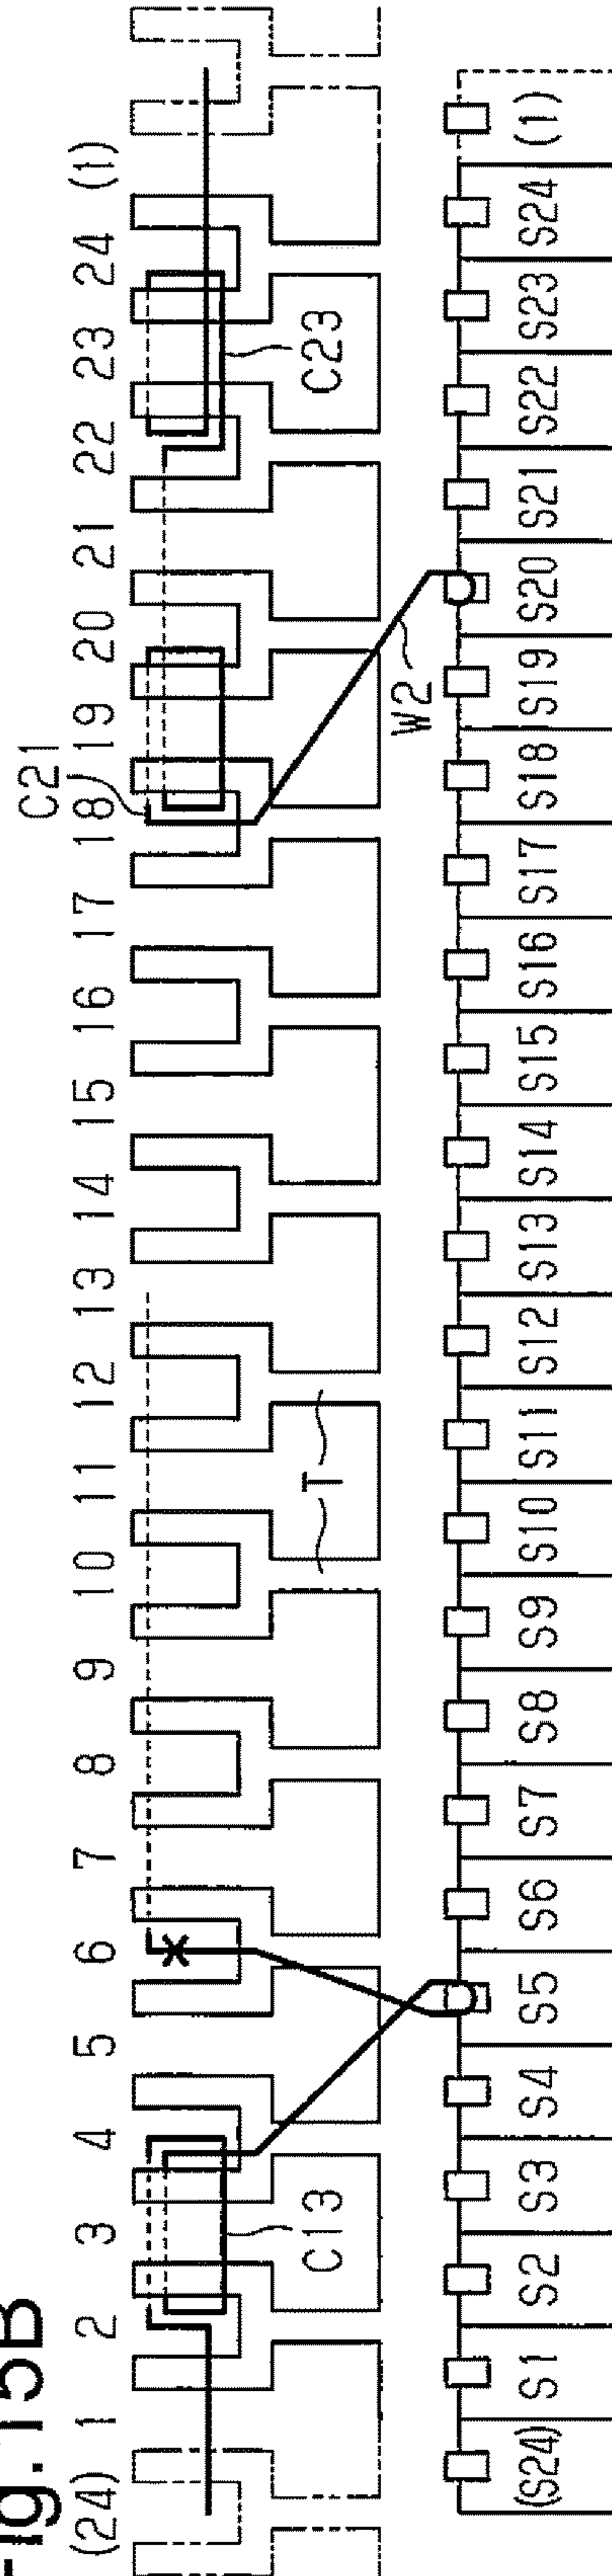 Fig. 15B
(24) 1 2 3 4 5 6 7 8 9 10 11 12 13 14 15 16 17 18 19 20 21 22 23 24 (1)
C21
C13
T
W2
C23
(S24) S1 S2 S3 S4 S5 S6 S7 S8 S9 S10 S11 S12 S13 S14 S15 S16 S17 S18 S19 S20 S21 S22 S23 S24 (1)